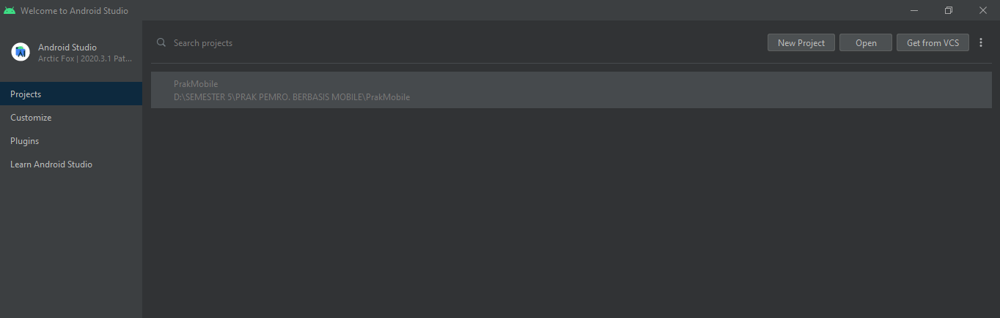 Welcome to Android Studio
Android Studio
Arctic Fox | 2020.3.1 Pat...
Search projects
New Project
Open
Get from VCS
Projects
Customize
Plugins
Learn Android Studio
PrakMobile
D:\SEMESTER 5\PRAK PEMRO. BERBASIS MOBILE\PrakMobile